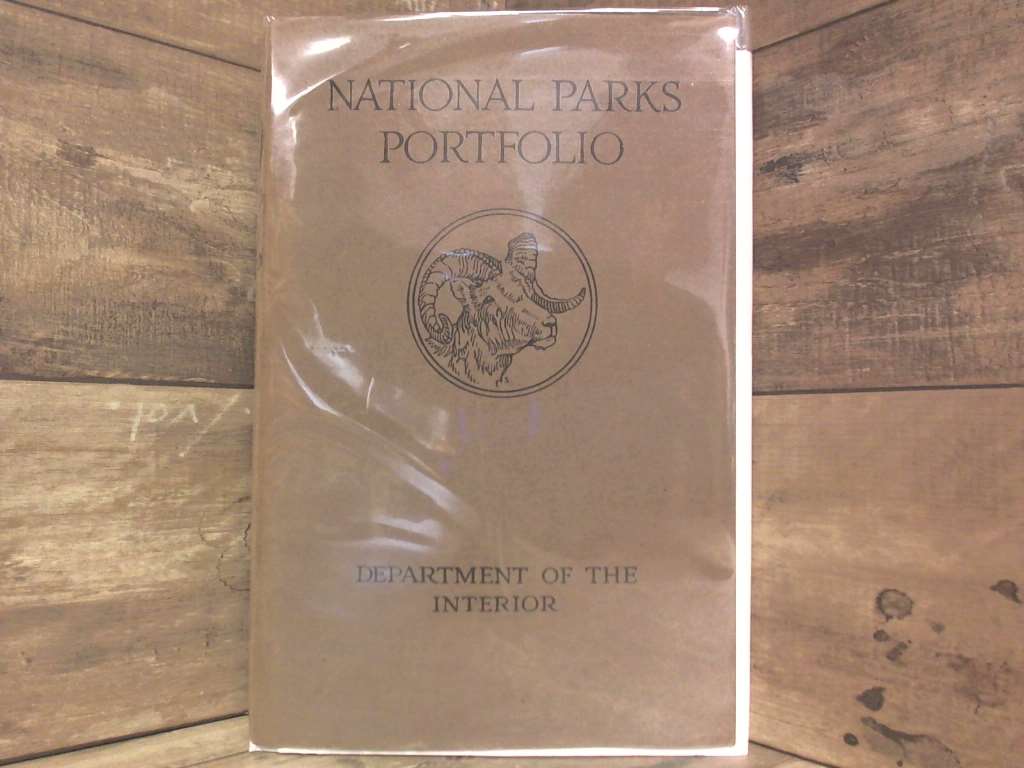 NATIONAL PARKS
PORTFOLIO
DEPARTMENT OF THE
INTERIOR